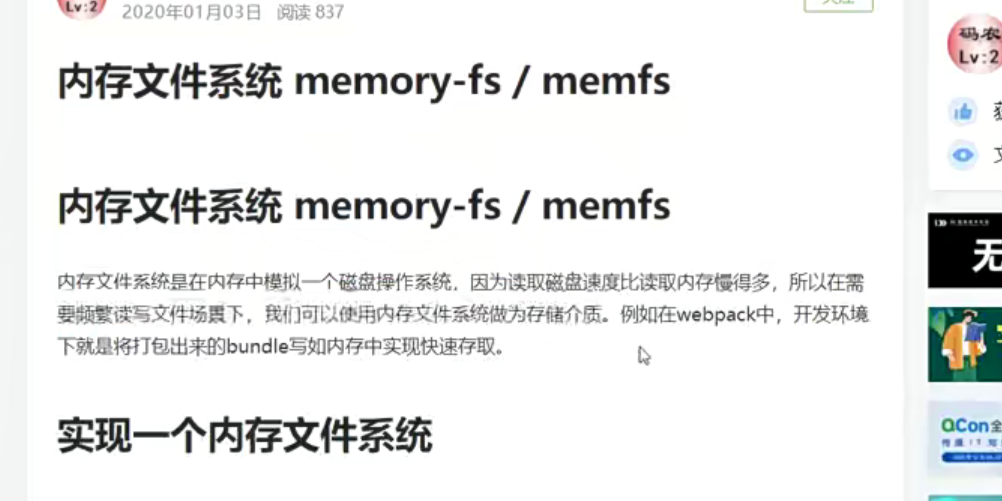 Lv:2
2020年01月03日 阅读 837
内存文件系统 memory-fs / memfs
内存文件系统 memory-fs / memfs
内存文件系统是在内存中模拟一个磁盘操作系统，因为读取磁盘速度比读取内存慢得多，所以在需
要频繁读写文件场景下，我们可以使用内存文件系统做为存储介质。例如在webpack中，开发环境
下就是将打包出来的bundle写如内存中实现快速存取。
实现一个内存文件系统
码农
Lv:2
无
QCon全